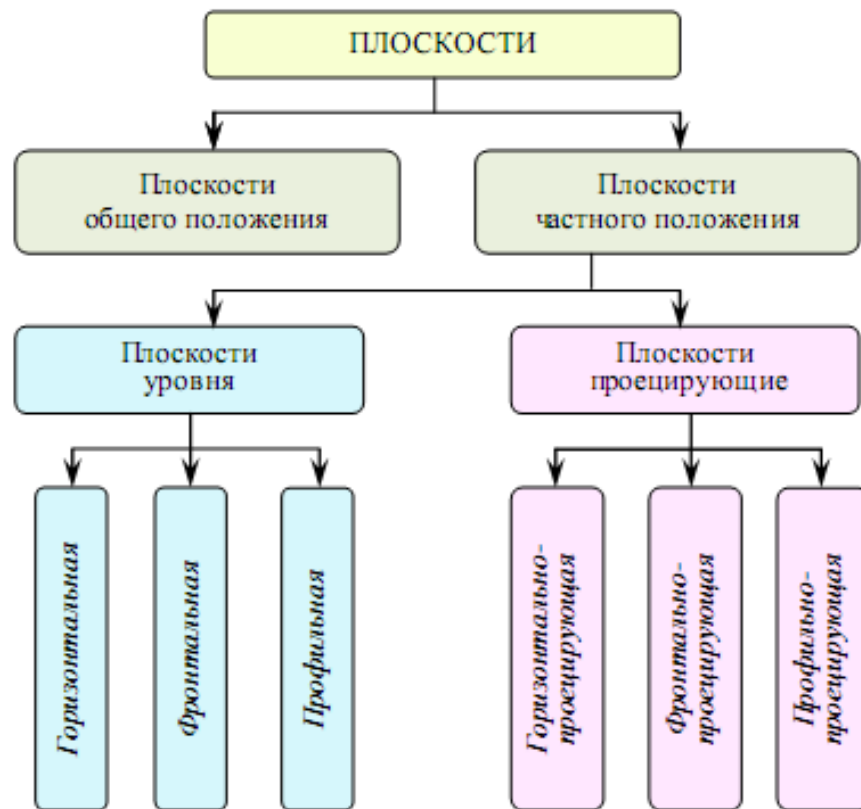 ПЛОСКОСТИ
Плоскости
общего положения
Плоскости
частного положения
Плоскости
уровня
Плоскости
проецирующие
Горизонтальная
Фронтальная
Профильная
Горизонтально-
проецирующая
Фронтально-
проецирующая
Профильно-
проецирующая